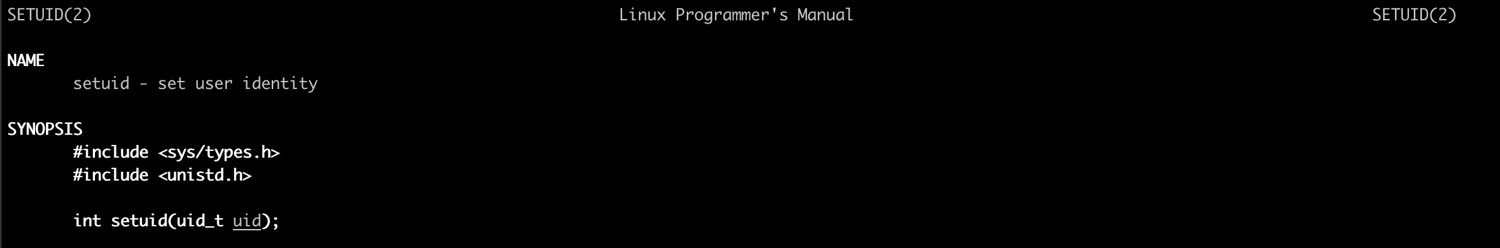 SETUID(2) Linux Programmer's Manual SETUID(2)
NAME
setuid - set user identity
SYNOPSIS
#include <sys/types.h>
#include <unistd.h>
int setuid(uid_t uid);